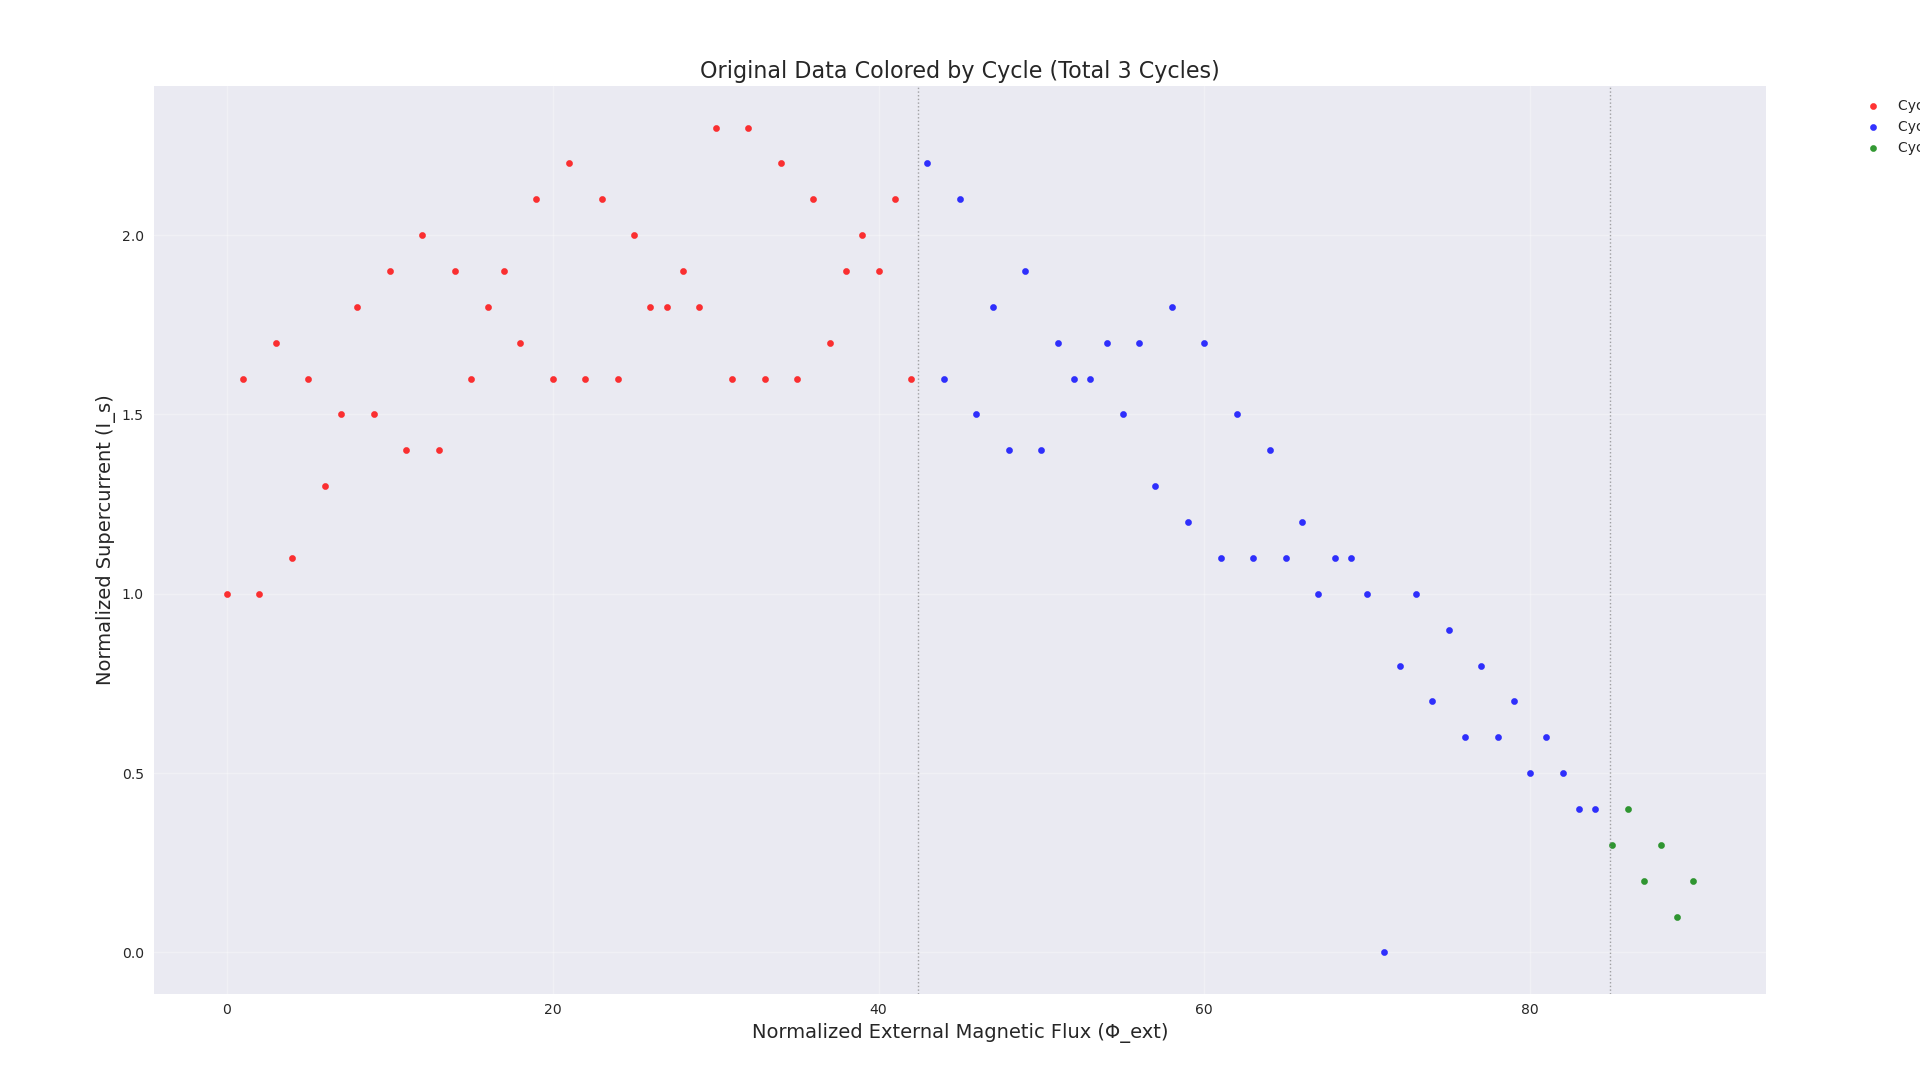 Original Data Colored by Cycle (Total 3 Cycles)
Cyc
Cyc
Cyc
Normalized Supercurrent (I_s)
2.0
1.5
1.0
0.5
0.0
0
20
40
60
80
Normalized External Magnetic Flux (Φ_ext)